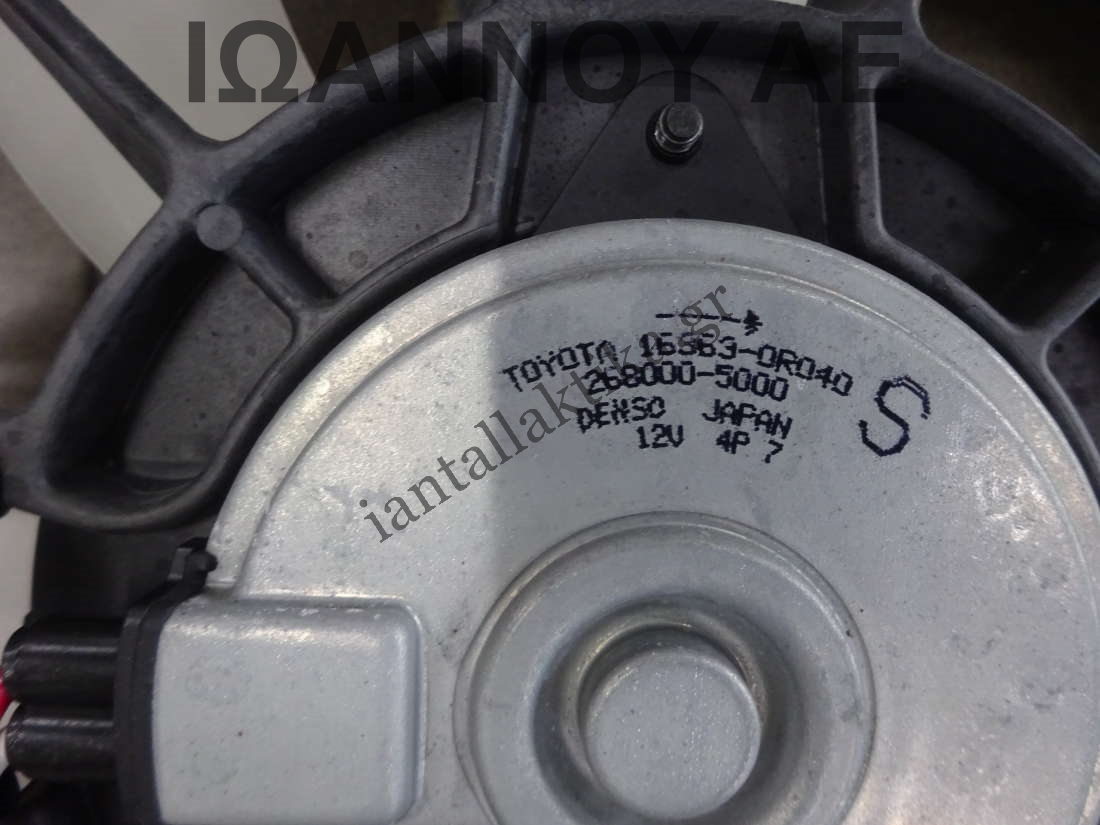 ΙΩΑΝΝΟΥ ΑΕ
TOYOTA 16363-0R040
268000-5000
DENSO JAPAN
12V 4P 7
S
iantallaktika.gr